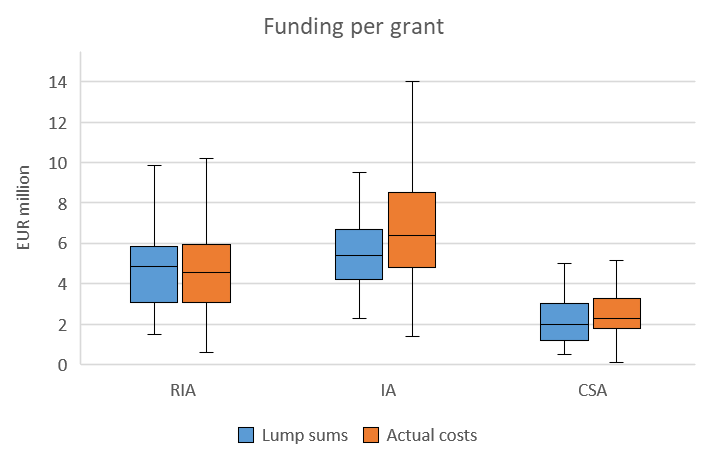 Funding per grant
EUR million
14
12
10
8
6
4
2
0
RIA IA CSA
Lump sums Actual costs